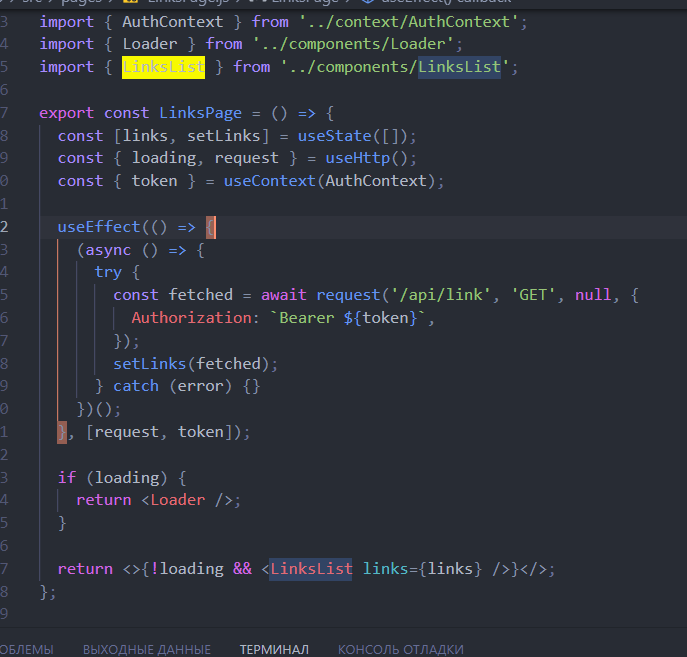 import { AuthContext } from '../context/AuthContext';
import { Loader } from '../components/Loader';
import { LinksList } from '../components/LinksList';
export const LinksPage = () => {
const [links, setLinks] = useState([]);
const { loading, request } = useHttp();
const { token } = useContext(AuthContext);
useEffect(() => {
(async () => {
try {
const fetched = await request('/api/link', 'GET', null, {
Authorization: `Bearer ${token}`,
});
setLinks(fetched);
} catch (error) {}
})();
}, [request, token]);
if (loading) {
return <Loader />;
}
return <>{!loading && <LinksList links={links} />}</>;
};
ВЫХОДНЫЕ ДАННЫЕ ТЕРМИНАЛ КОНСОЛЬ ОТЛАДКИ